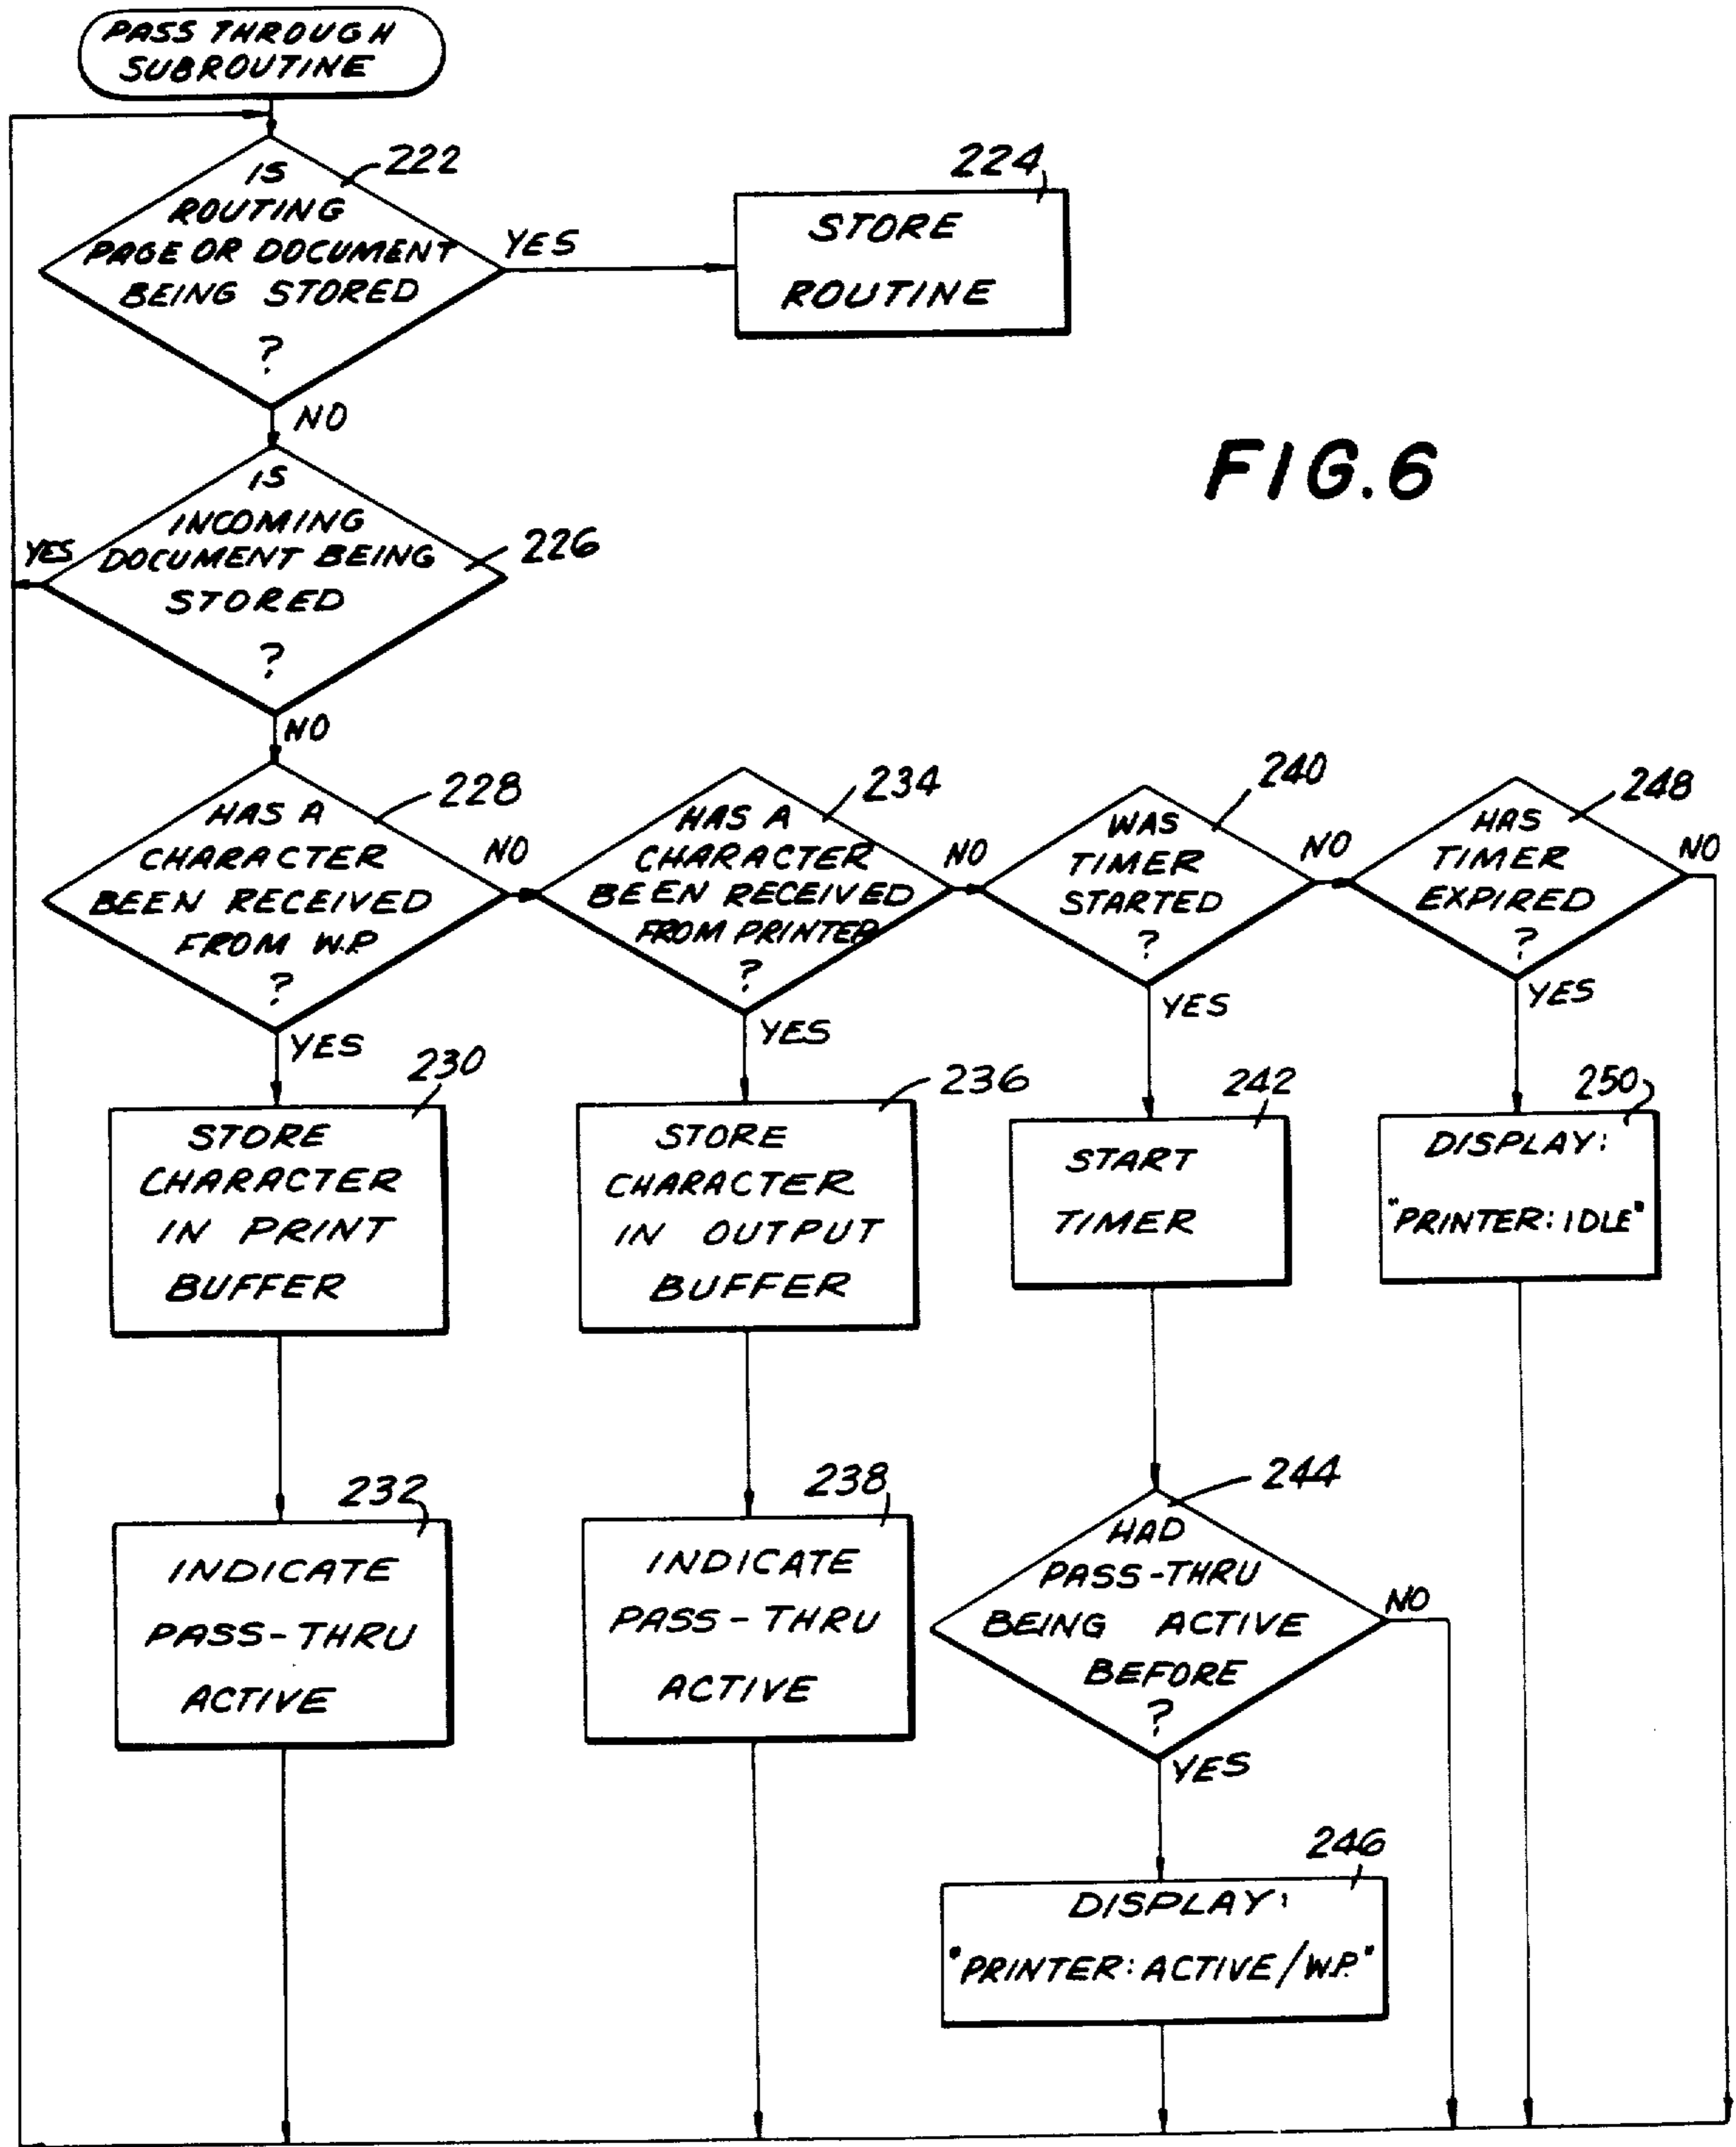 PASS THROUGH
SUBROUTINE
222
IS
ROUTING
PAGE OR DOCUMENT
BEING STORED
?
YES
224
STORE
ROUTINE
NO
FIG.6
IS
INCOMING
DOCUMENT BEING
STORED
?
226
YES
NO
228
HAS A
CHARACTER
BEEN RECEIVED
FROM W.P
?
NO
YES
234
HAS A
CHARACTER
BEEN RECEIVED
FROM PRINTER
?
NO
YES
240
WAS
TIMER
STARTED
?
NO
YES
248
HAS
TIMER
EXPIRED
?
NO
YES
230
STORE
CHARACTER
IN PRINT
BUFFER
236
STORE
CHARACTER
IN OUTPUT
BUFFER
242
START
TIMER
250
DISPLAY:
"PRINTER: IDLE"
232
INDICATE
PASS-THRU
ACTIVE
238
INDICATE
PASS-THRU
ACTIVE
244
HAD
PASS-THRU
BEING ACTIVE
BEFORE
?
NO
YES
246
DISPLAY:
"PRINTER: ACTIVE/W.P."